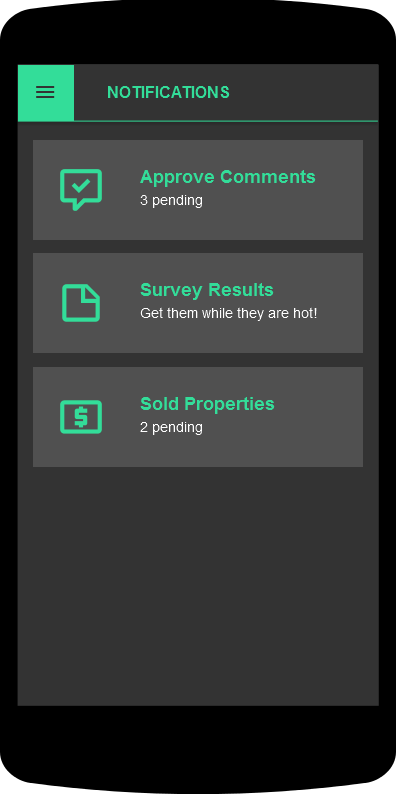 NOTIFICATIONS
Approve Comments
3 pending
Survey Results
Get them while they are hot!
Sold Properties
2 pending